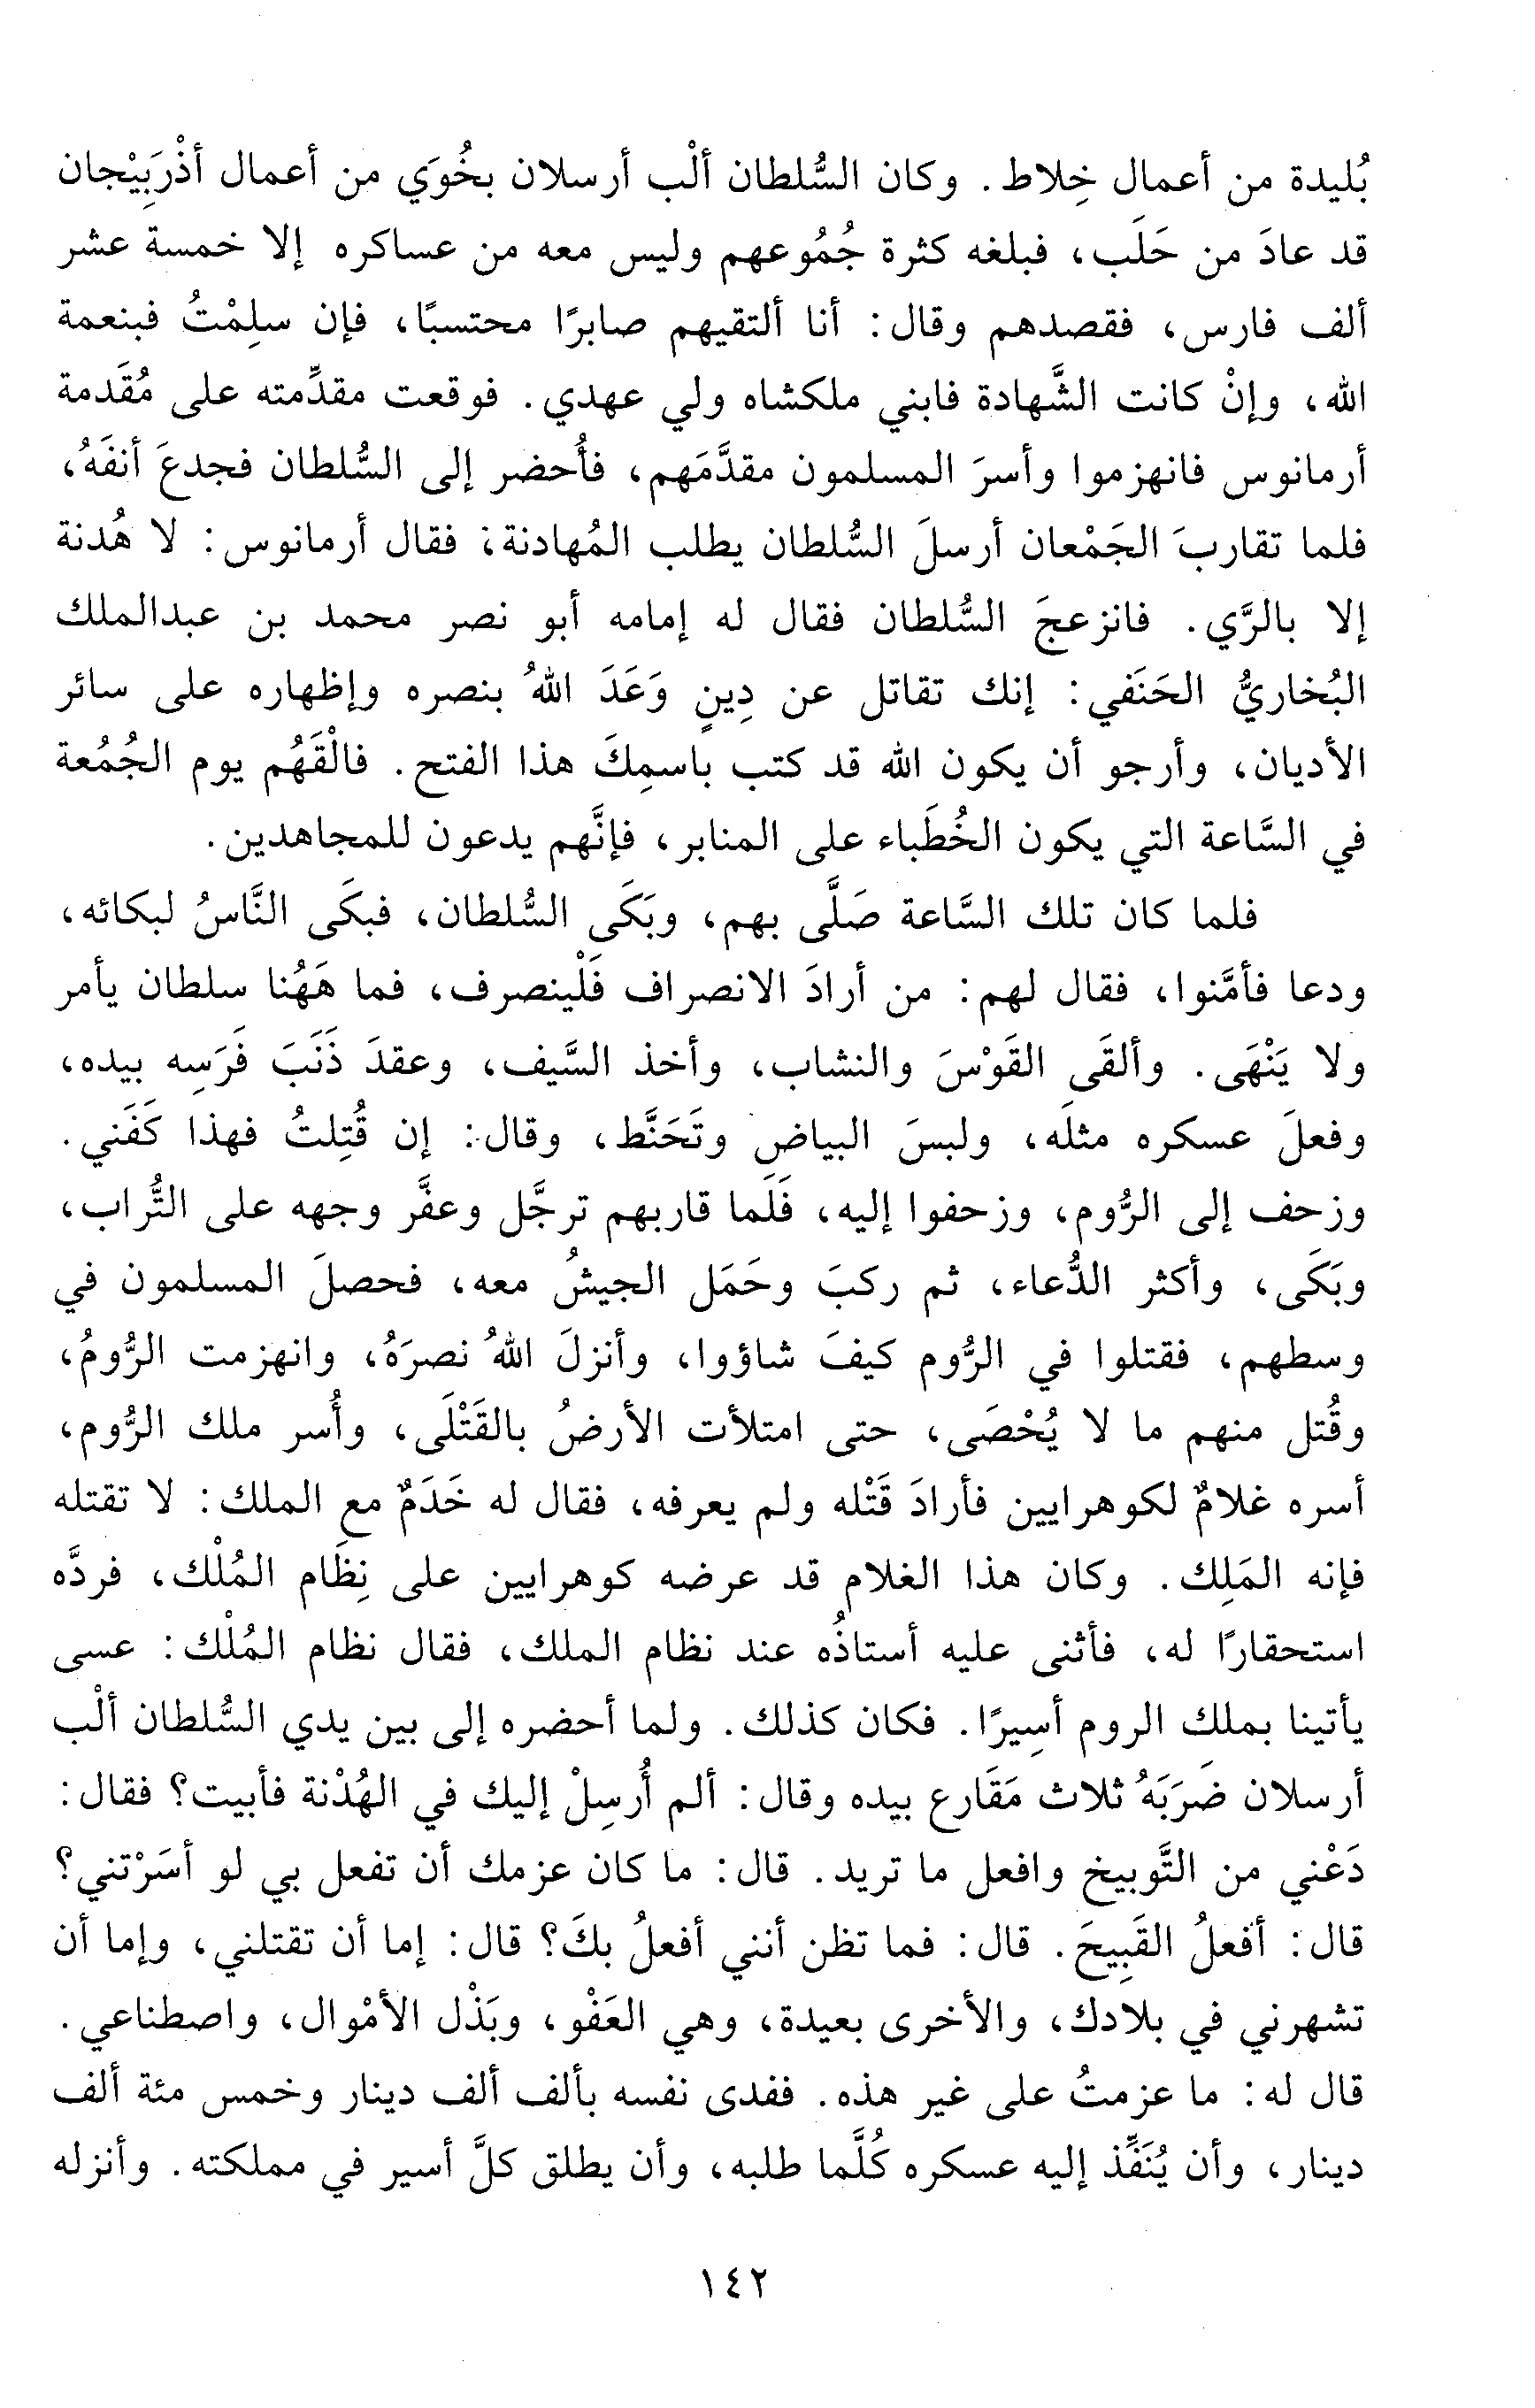 بُليدة من أعمال خِلاط. وكان السُّلطان ألْب أرسلان بخُوَي من أعمال أذْرَبِيْجان
قد عادَ من حَلَب، فبلغه كثرة جُمُوعهم وليس معه من عساكره إلا خمسة عشر
ألف فارس، فقصدهم وقال: أنا ألتقيهم صابرًا محتسبًا، فإن سلِمْتُ فبنعمة
الله، وإنْ كانت الشَّهادة فابني ملكشاه ولي عهدي. فوقعت مقدِّمته على مُقَدمة
أرمانوس فانهزموا وأسرَ المسلمون مقدَّمَهم، فأُحضر إلى السُّلطان فجدعَ أنفَهُ،
فلما تقاربَ الجَمْعان أرسلَ السُّلطان يطلب المُهادنة؛ فقال أرمانوس: لا هُدنة
إلا بالرَّي. فانزعجَ السُّلطان فقال له إمامه أبو نصر محمد بن عبدالملك
البُخاريُّ الحَنَفي: إنك تقاتل عن دِينٍ وَعَدَ اللهُ بنصره وإظهاره على سائر
الأديان، وأرجو أن يكون الله قد كتب باسمِكَ هذا الفتح. فالْقَهُم يوم الجُمُعة
في السَّاعة التي يكون الخُطَباء على المنابر، فإنَّهم يدعون للمجاهدين.
فلما كان تلك السَّاعة صَلَّى بهم، وبَكَى السُّلطان، فبكَى النَّاسُ لبكائه،
ودعا فأمَّنوا، فقال لهم: من أرادَ الانصراف فَلْينصرف، فما هَهُنا سلطان يأمر
ولا يَنْهَى. وألقَى القَوْسَ والنشاب، وأخذ السَّيف، وعقدَ ذَنَبَ فَرَسِه بيده،
وفعلَ عسكره مثلَه، ولبسَ البياض وتَحَنَّط، وقال: إن قُتِلتُ فهذا كَفَني.
وزحف إلى الرُّوم، وزحفوا إليه، فَلَما قاربهم ترجَّل وعفَّر وجهه على التُّراب،
وبَكَى، وأكثر الدُّعاء، ثم ركبَ وحَمَل الجيشُ معه، فحصلَ المسلمون في
وسطهم، فقتلوا في الرُّوم كيفَ شاؤوا، وأنزلَ اللهُ نصرَهُ، وانهزمت الرُّومُ،
وقُتل منهم ما لا يُحْصَى، حتى امتلأت الأرضُ بالقَتْلَى، وأُسر ملك الرُّوم،
أسره غلامٌ لكوهرايين فأرادَ قَتْله ولم يعرفه، فقال له خَدَمٌ مع الملك: لا تقتله
فإنه المَلِك. وكان هذا الغلام قد عرضه كوهرايين على نِظَام المُلْك، فردَّه
استحقارًا له، فأثنى عليه أستاذُه عند نظام الملك، فقال نظام المُلْك: عسى
يأتينا بملك الروم أسِيرًا. فكان كذلك. ولما أحضره إلى بين يدي السُّلطان ألْب
أرسلان ضَرَبَهُ ثلاث مَقَارع بيده وقال: ألم أُرسِلْ إليك في الهُدْنة فأبيت؟ فقال:
دَعْني من التَّوبيخ وافعل ما تريد. قال: ما كان عزمك أن تفعل بي لو أسَرْتني؟
قال: أفعلُ القَبِيحَ. قال: فما تظن أنني أفعلُ بكَ؟ قال: إما أن تقتلني، وإما أن
تشهرني في بلادك، والأخرى بعيدة، وهي العَفْو، وبَذْل الأمْوال، واصطناعي.
قال له: ما عزمتُ على غير هذه. ففدى نفسه بألف ألف دينار وخمس مئة ألف
دينار، وأن يُنَفِّذ إليه عسكره كُلَّما طلبه، وأن يطلق كلَّ أسير في مملكته. وأنزله
١٤٢